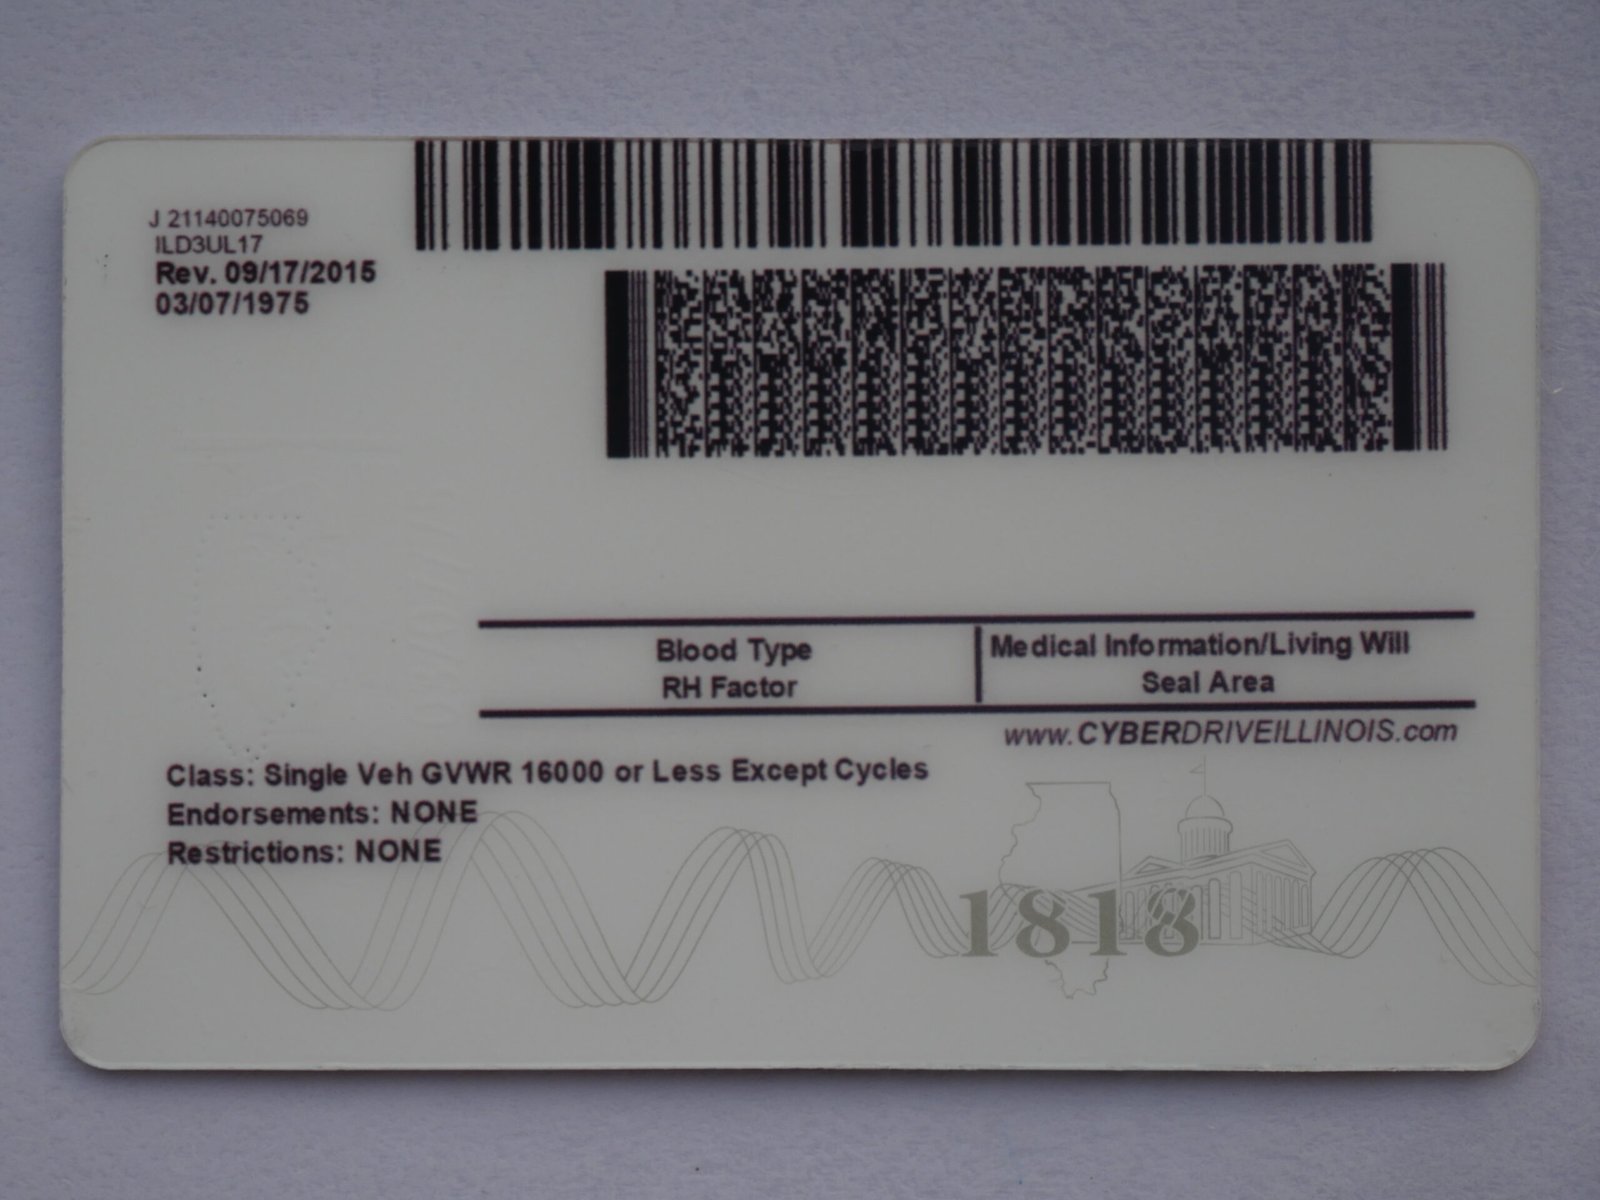 J 21140075069
ILD3UL17
Rev. 09/17/2015
03/07/1975
Blood Type
RH Factor
Medical Information/Living Will
Seal Area
www.CYBERDRIVEILLINOIS.com
Class: Single Veh GVWR 16000 or Less Except Cycles
Endorsements: NONE
Restrictions: NONE
1818